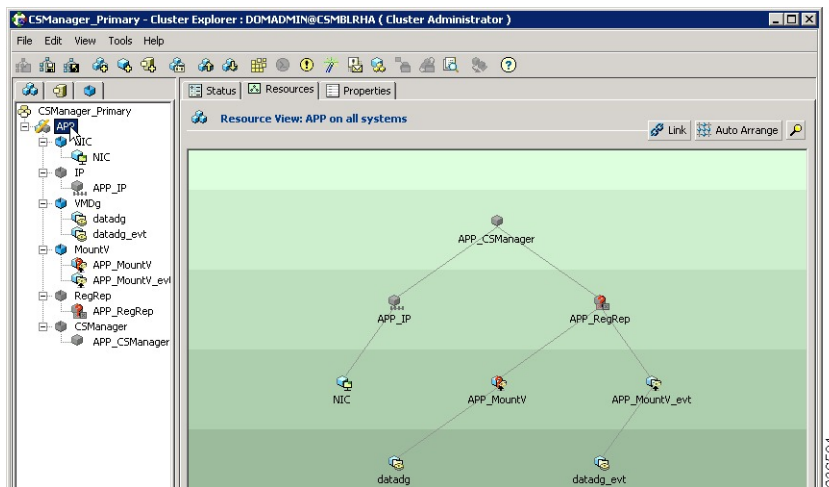 CSManager_Primary - Cluster Explorer : DOMADMIN@CSMBLRHA ( Cluster Administrator )
File Edit View Tools Help
Status Resources Properties
CSManager_Primary
APP
NIC
NIC
IP
APP_IP
VMDg
datadg
datadg_evt
MountV
APP_MountV
APP_MountV_evt
RegRep
APP_RegRep
CSManager
APP_CSManager
Resource View: APP on all systems
Link Auto Arrange
APP_CSManager
APP_IP APP_RegRep
NIC APP_MountV APP_MountV_evt
datadg datadg_evt